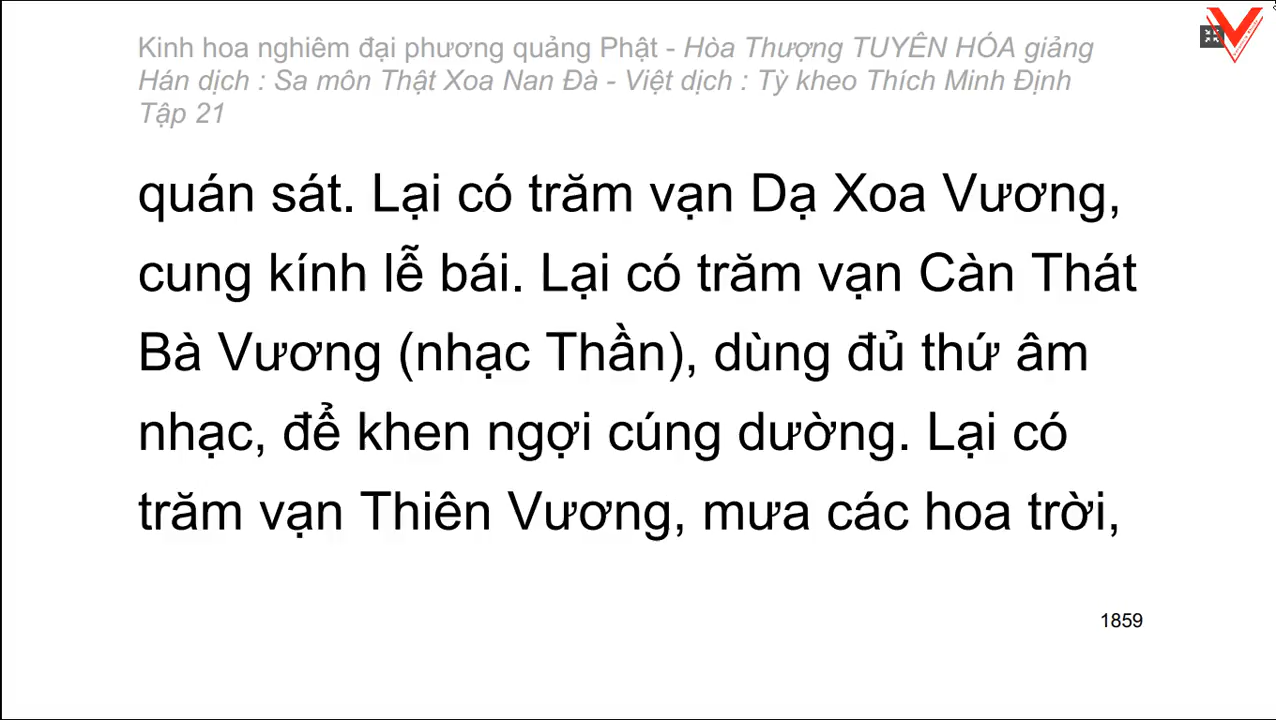 Kinh hoa nghiêm đại phương quảng Phật - Hòa Thượng TUYÊN HÓA giảng
Hán dịch : Sa môn Thật Xoa Nan Đà - Việt dịch : Tỳ kheo Thích Minh Định
Tập 21
quán sát. Lại có trăm vạn Dạ Xoa Vương,
cung kính lễ bái. Lại có trăm vạn Càn Thát
Bà Vương (nhạc Thần), dùng đủ thứ âm
nhạc, để khen ngợi cúng dường. Lại có
trăm vạn Thiên Vương, mưa các hoa trời,
1859